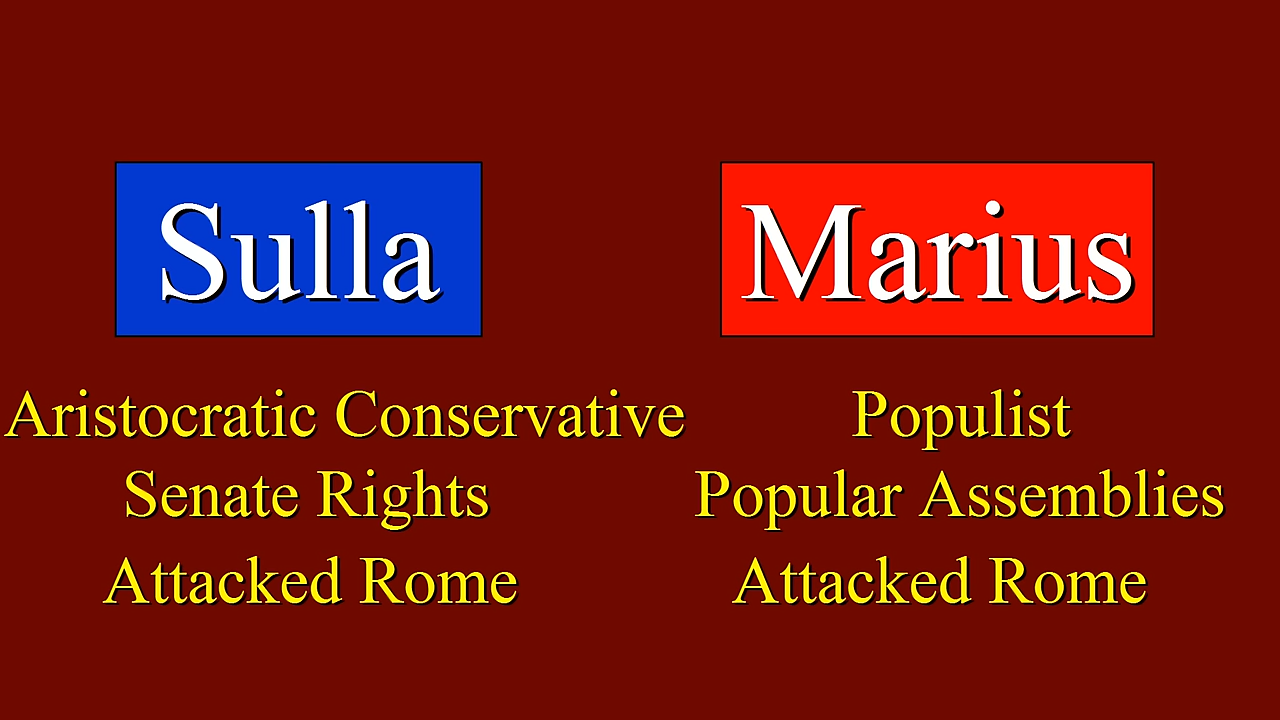 Sulla
Aristocratic Conservative
Senate Rights
Attacked Rome
Marius
Populist
Popular Assemblies
Attacked Rome